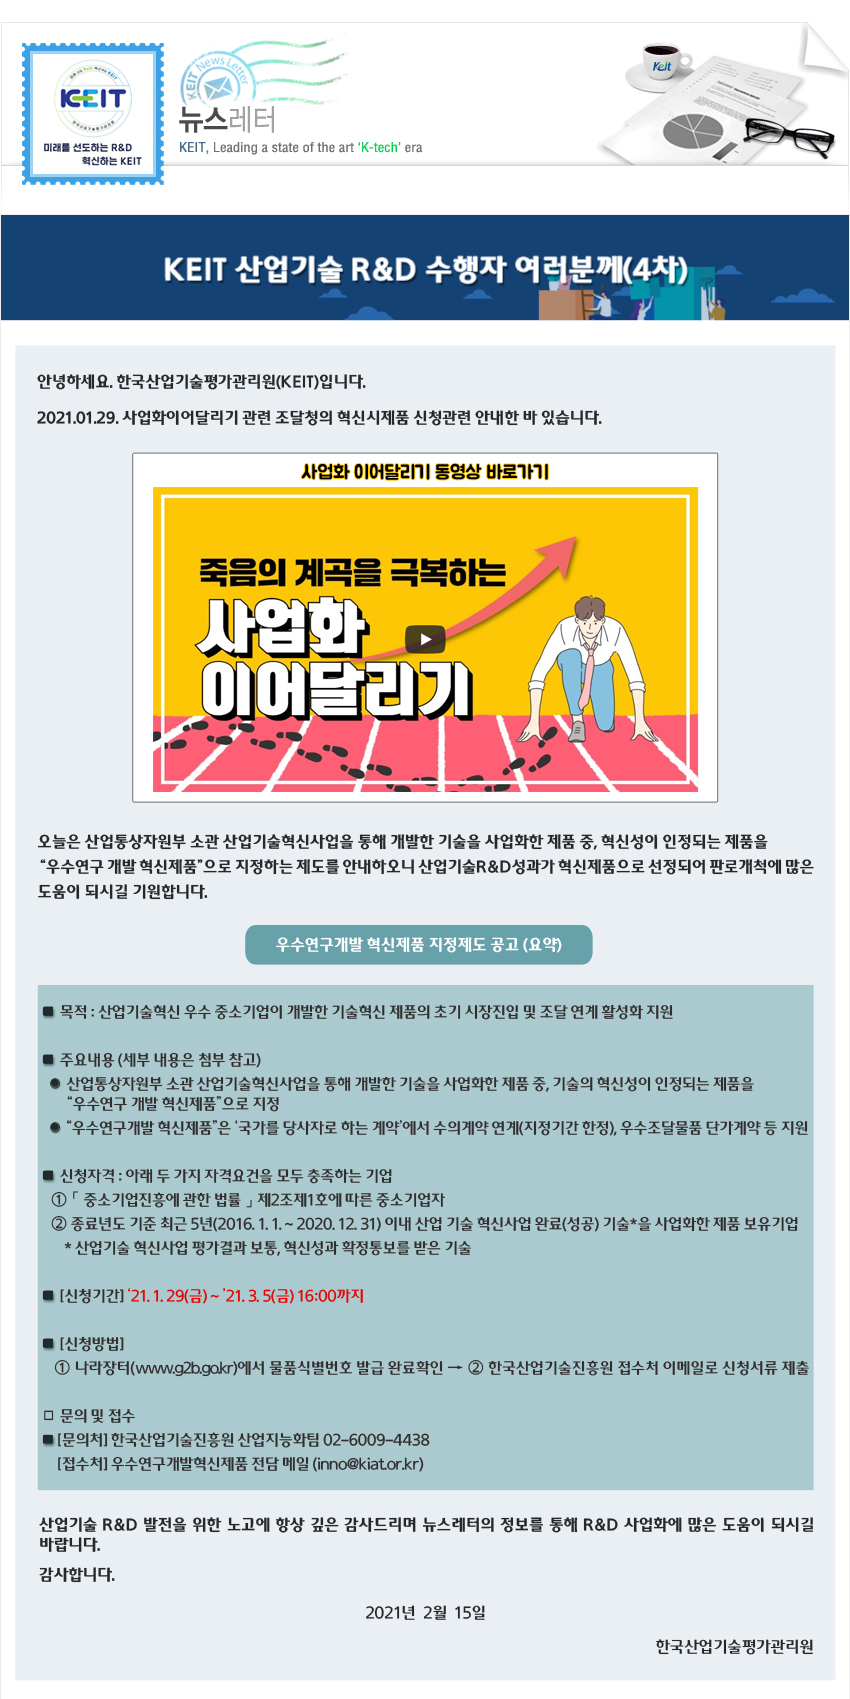 KEIT
미래를 선도하는 R&D
혁신하는 KEIT
KEIT News Letter
뉴스레터
KEIT, Leading a state of the art ‘K-tech’ era
Keit
KEIT 산업기술 R&D 수행자 여러분께(4차)
안녕하세요. 한국산업기술평가관리원(KEIT)입니다.
2021.01.29. 사업화이어달리기 관련 조달청의 혁신시제품 신청관련 안내한 바 있습니다.
사업화 이어달리기 동영상 바로가기
죽음의 계곡을 극복하는
사업화
이어달리기
오늘은 산업통상자원부 소관 산업기술혁신사업을 통해 개발한 기술을 사업화한 제품 중, 혁신성이 인정되는 제품을
“우수연구 개발 혁신제품”으로 지정하는 제도를 안내하오니 산업기술R&D성과가 혁신제품으로 선정되어 판로개척에 많은
도움이 되시길 기원합니다.
우수연구개발 혁신제품 지정제도 공고 (요약)
■ 목적 : 산업기술혁신 우수 중소기업이 개발한 기술혁신 제품의 초기 시장진입 및 조달 연계 활성화 지원
■ 주요내용 (세부 내용은 첨부 참고)
● 산업통상자원부 소관 산업기술혁신사업을 통해 개발한 기술을 사업화한 제품 중, 기술의 혁신성이 인정되는 제품을
“우수연구 개발 혁신제품”으로 지정
● “우수연구개발 혁신제품”은 ‘국가를 당사자로 하는 계약’에서 수의계약 연계(지정기간 한정), 우수조달물품 단가계약 등 지원
■ 신청자격 : 아래 두 가지 자격요건을 모두 충족하는 기업
① 「 중소기업진흥에 관한 법률 」 제2조제1호에 따른 중소기업자
② 종료년도 기준 최근 5년(2016. 1. 1. ~ 2020. 12. 31) 이내 산업 기술 혁신사업 완료(성공) 기술*을 사업화한 제품 보유기업
* 산업기술 혁신사업 평가결과 보통, 혁신성과 확정통보를 받은 기술
■ [신청기간] ‘21. 1. 29(금) ~ ’21. 3. 5(금) 16:00까지
■ [신청방법]
① 나라장터(www.g2b.go.kr)에서 물품식별번호 발급 완료확인 → ② 한국산업기술진흥원 접수처 이메일로 신청서류 제출
□ 문의 및 접수
■ [문의처] 한국산업기술진흥원 산업지능화팀 02-6009-4438
[접수처] 우수연구개발혁신제품 전담 메일 (inno@kiat.or.kr)
산업기술 R&D 발전을 위한 노고에 항상 깊은 감사드리며 뉴스레터의 정보를 통해 R&D 사업화에 많은 도움이 되시길
바랍니다.
감사합니다.
2021년 2월 15일
한국산업기술평가관리원